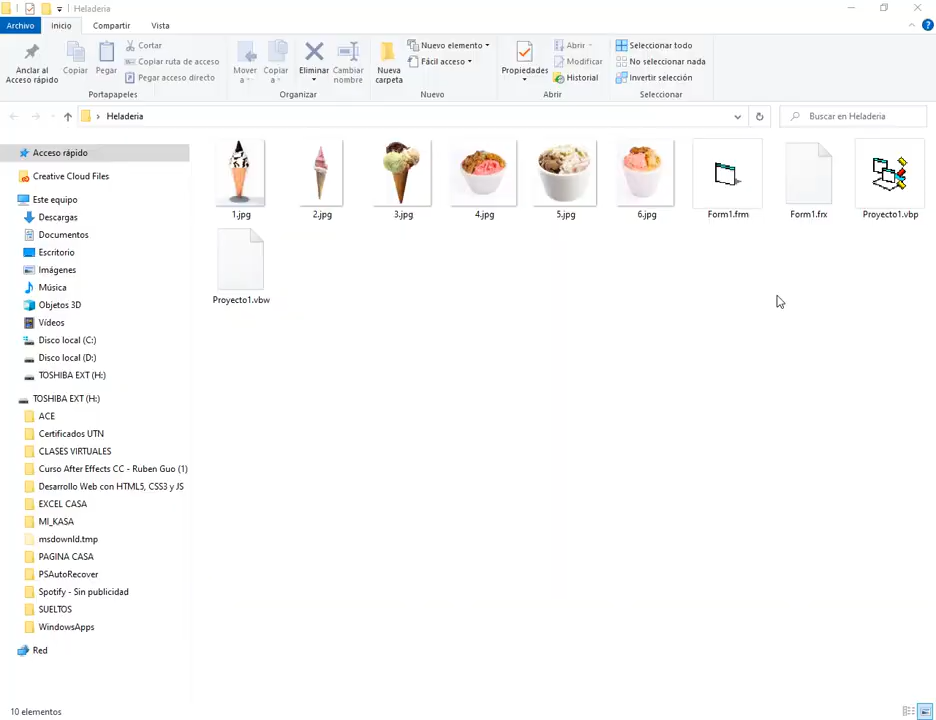 Heladeria
Archivo Inicio Compartir Vista
Anclar al Acceso rápido
Copiar
Pegar
Cortar
Copiar ruta de acceso
Pegar acceso directo
Portapapeles
Mover a
Copiar a
Eliminar
Cambiar nombre
Organizar
Nueva carpeta
Nuevo elemento
Fácil acceso
Nuevo
Propiedades
Abrir
Modificar
Historial
Abrir
Seleccionar todo
No seleccionar nada
Invertir selección
Seleccionar
Heladeria
Buscar en Heladeria
Acceso rápido
Creative Cloud Files
Este equipo
Descargas
Documentos
Escritorio
Imágenes
Música
Objetos 3D
Vídeos
Disco local (C:)
Disco local (D:)
TOSHIBA EXT (H:)
TOSHIBA EXT (H:)
ACE
Certificados UTN
CLASES VIRTUALES
Curso After Effects CC - Ruben Guo (1)
Desarrollo Web con HTML5, CSS3 y JS
EXCEL CASA
MI_KASA
msdownld.tmp
PAGINA CASA
PSAutoRecover
Spotify - Sin publicidad
SUELTOS
WindowsApps
Red
1.jpg 2.jpg 3.jpg 4.jpg 5.jpg 6.jpg Form1.frm Form1.frx Proyecto1.vbp
Proyecto1.vbw
10 elementos